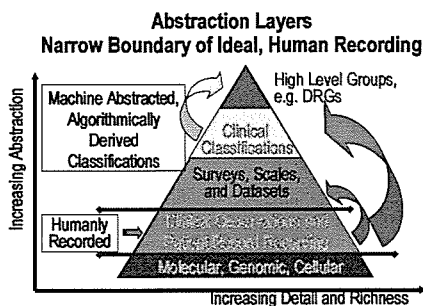 Abstraction Layers
Narrow Boundary of Ideal, Human Recording
High Level Groups,
e.g. DRGs
Machine Abstracted,
Algorithmically
Derived
Classifications
Clinical
Classifications
Surveys, Scales,
and Datasets
Humanly
Recorded
Molecular, Genomic, Cellular
Increasing Abstraction
Increasing Detail and Richness